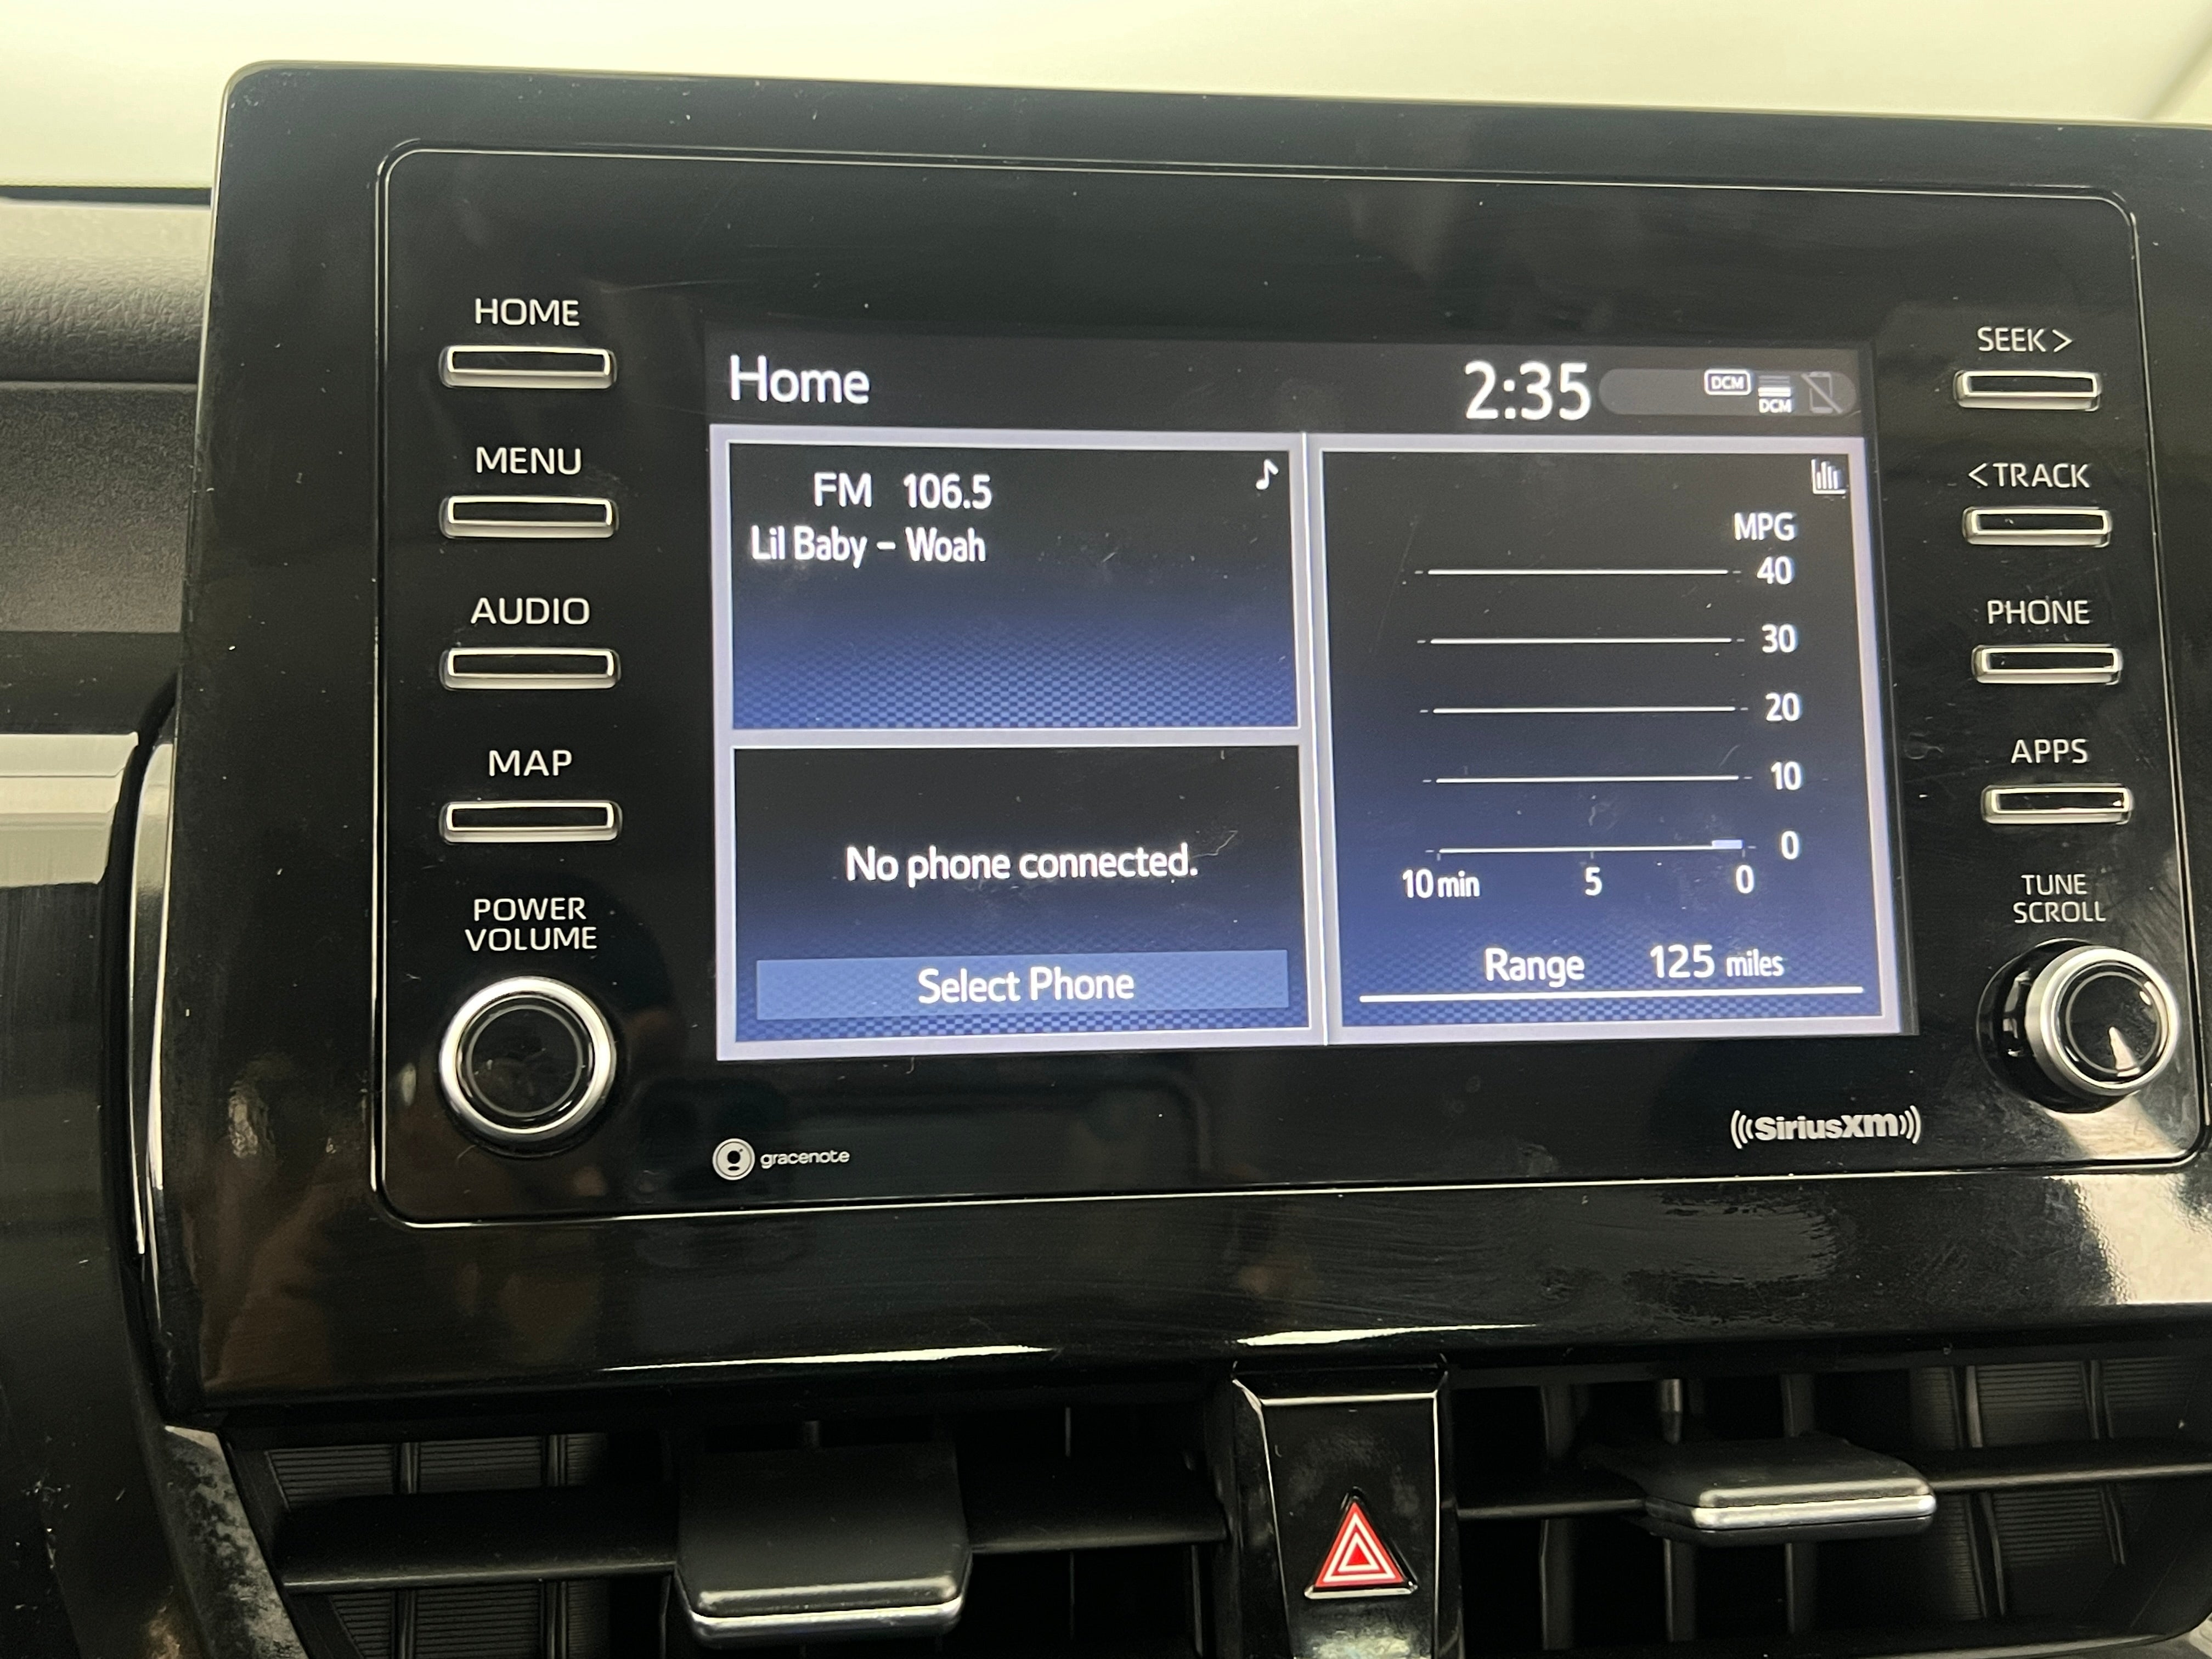 HOME
MENU
AUDIO
MAP
POWER
VOLUME
Home
2:35
DCM
DCM
FM 106.5
Lil Baby – Woah
No phone connected.
Select Phone
MPG
40
30
20
10
0
10 min 5 0
Range 125 miles
SEEK >
< TRACK
PHONE
APPS
TUNE
SCROLL
gracenote
((SiriusXM))